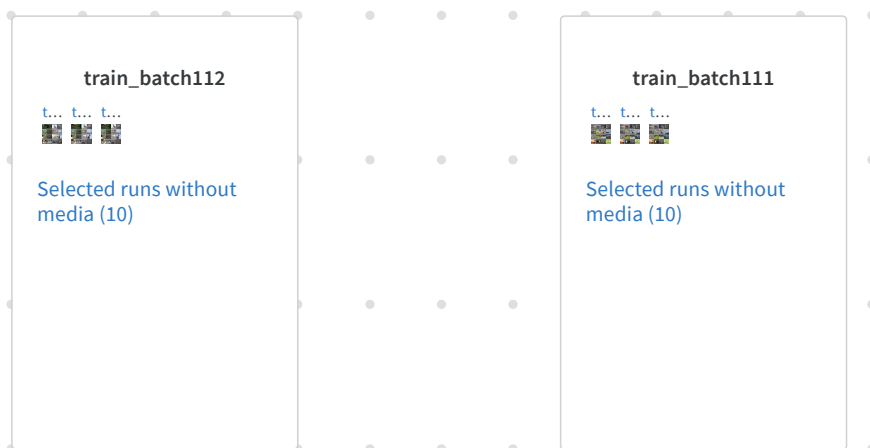 train_batch112
t... t... t...
Selected runs without
media (10)
train_batch111
t... t... t...
Selected runs without
media (10)